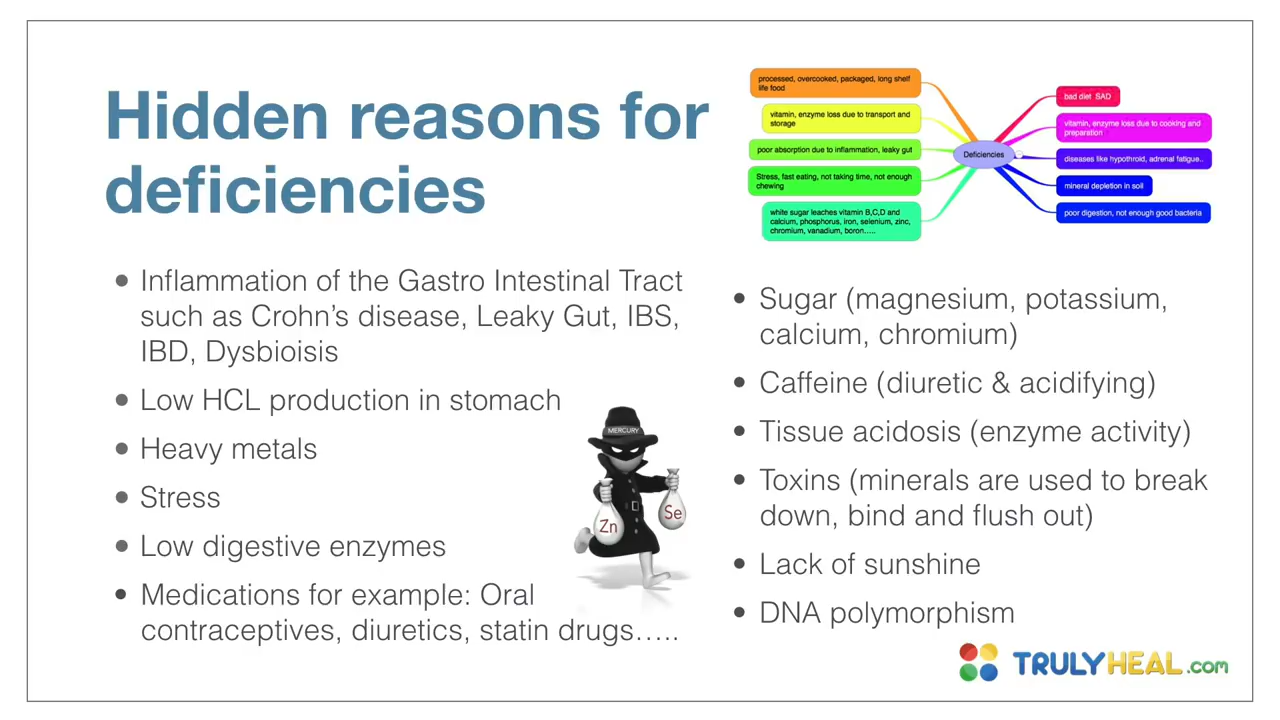 Hidden reasons for
deficiencies
processed, overcooked, packaged, long shelf
life food
vitamin, enzyme loss due to transport and
storage
poor absorption due to inflammation, leaky gut
Stress, fast eating, not taking time, not enough
chewing
white sugar leaches vitamin B,C,D and
calcium, phosphorus, iron, selenium, zinc,
chromium, vanadium, boron.....
Deficiencies
bad diet SAD
vitamin, enzyme loss due to cooking and
preparation
diseases like hypothroid, adrenal fatigue..
mineral depletion in soil
poor digestion, not enough good bacteria
• Inflammation of the Gastro Intestinal Tract
such as Crohn's disease, Leaky Gut, IBS,
IBD, Dysbioisis
• Low HCL production in stomach
• Heavy metals
• Stress
• Low digestive enzymes
• Medications for example: Oral
contraceptives, diuretics, statin drugs.....
MERCURY
Zn
Se
• Sugar (magnesium, potassium,
calcium, chromium)
• Caffeine (diuretic & acidifying)
• Tissue acidosis (enzyme activity)
• Toxins (minerals are used to break
down, bind and flush out)
• Lack of sunshine
• DNA polymorphism
TRULYHEAL.com